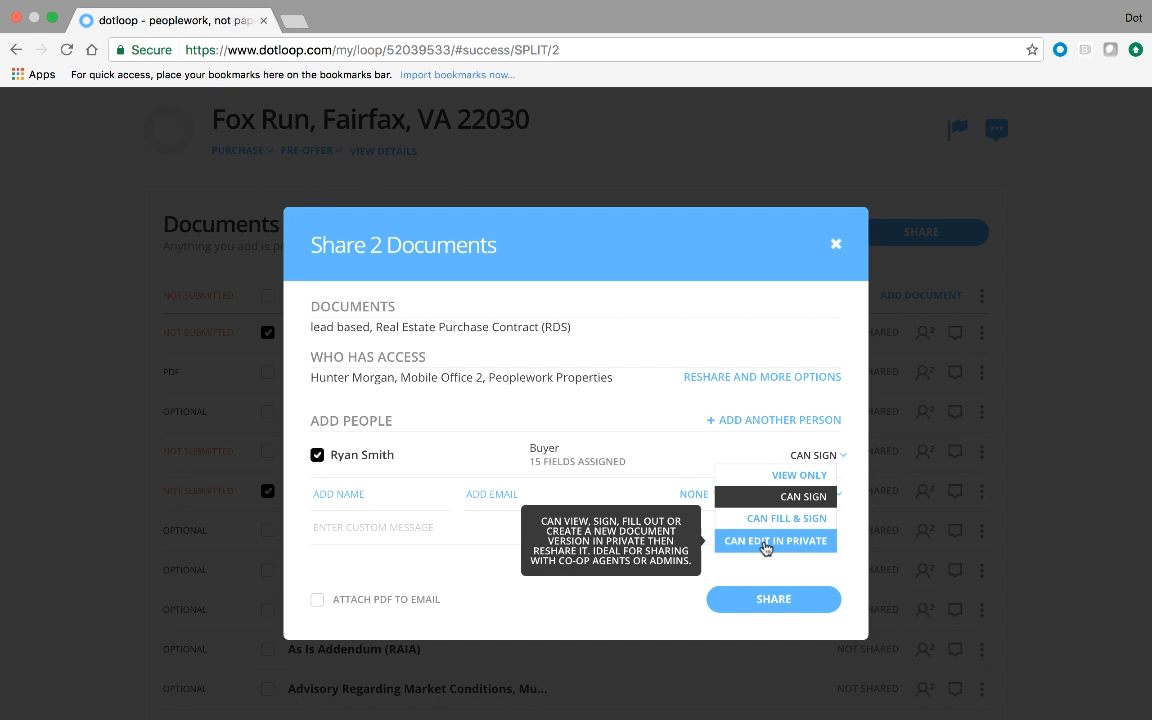 dotloop - peoplework, not pap
Dot
Secure https://www.dotloop.com/my/loop/52039533/#success/SPLIT/2
Apps For quick access, place your bookmarks here on the bookmarks bar. Import bookmarks now...
Fox Run, Fairfax, VA 22030
PURCHASE PRE-OFFER VIEW DETAILS
Documents
Anything you add is
SHARE
NOT SUBMITTED ADD DOCUMENT
NOT SUBMITTED
PDF
OPTIONAL
NOT SUBMITTED
NOT SUBMITTED
OPTIONAL
OPTIONAL
OPTIONAL
OPTIONAL As Is Addendum (RAIA) NOT SHARED
OPTIONAL Advisory Regarding Market Conditions, Mu... NOT SHARED
Share 2 Documents
DOCUMENTS
lead based, Real Estate Purchase Contract (RDS)
WHO HAS ACCESS
Hunter Morgan, Mobile Office 2, Peoplework Properties RESHARE AND MORE OPTIONS
ADD PEOPLE + ADD ANOTHER PERSON
Ryan Smith Buyer CAN SIGN
15 FIELDS ASSIGNED
VIEW ONLY
CAN SIGN
CAN FILL & SIGN
CAN EDIT IN PRIVATE
ADD NAME ADD EMAIL NONE
ENTER CUSTOM MESSAGE
CAN VIEW, SIGN, FILL OUT OR
CREATE A NEW DOCUMENT
VERSION IN PRIVATE THEN
RESHARE IT. IDEAL FOR SHARING
WITH CO-OP AGENTS OR ADMINS.
ATTACH PDF TO EMAIL SHARE